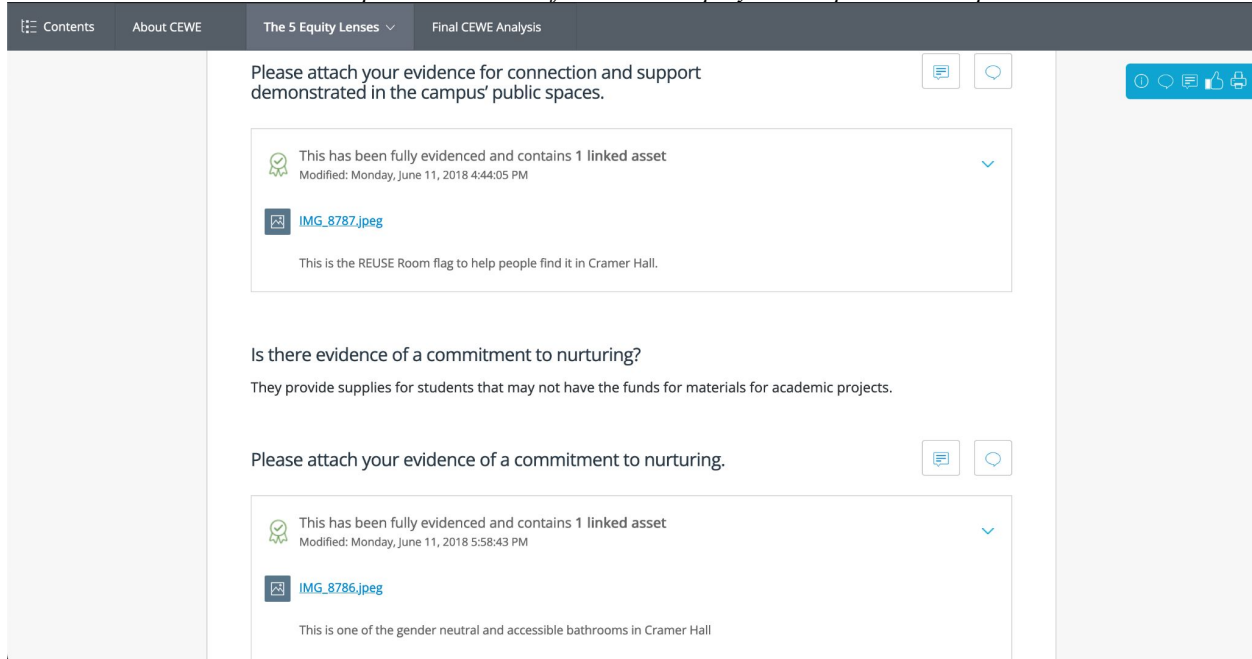 Contents
About CEWE
The 5 Equity Lenses
Final CEWE Analysis
Please attach your evidence for connection and support
demonstrated in the campus' public spaces.
This has been fully evidenced and contains 1 linked asset
Modified: Monday, June 11, 2018 4:44:05 PM
IMG_8787.jpeg
This is the REUSE Room flag to help people find it in Cramer Hall.
Is there evidence of a commitment to nurturing?
They provide supplies for students that may not have the funds for materials for academic projects.
Please attach your evidence of a commitment to nurturing.
This has been fully evidenced and contains 1 linked asset
Modified: Monday, June 11, 2018 5:58:43 PM
IMG_8786.jpeg
This is one of the gender neutral and accessible bathrooms in Cramer Hall